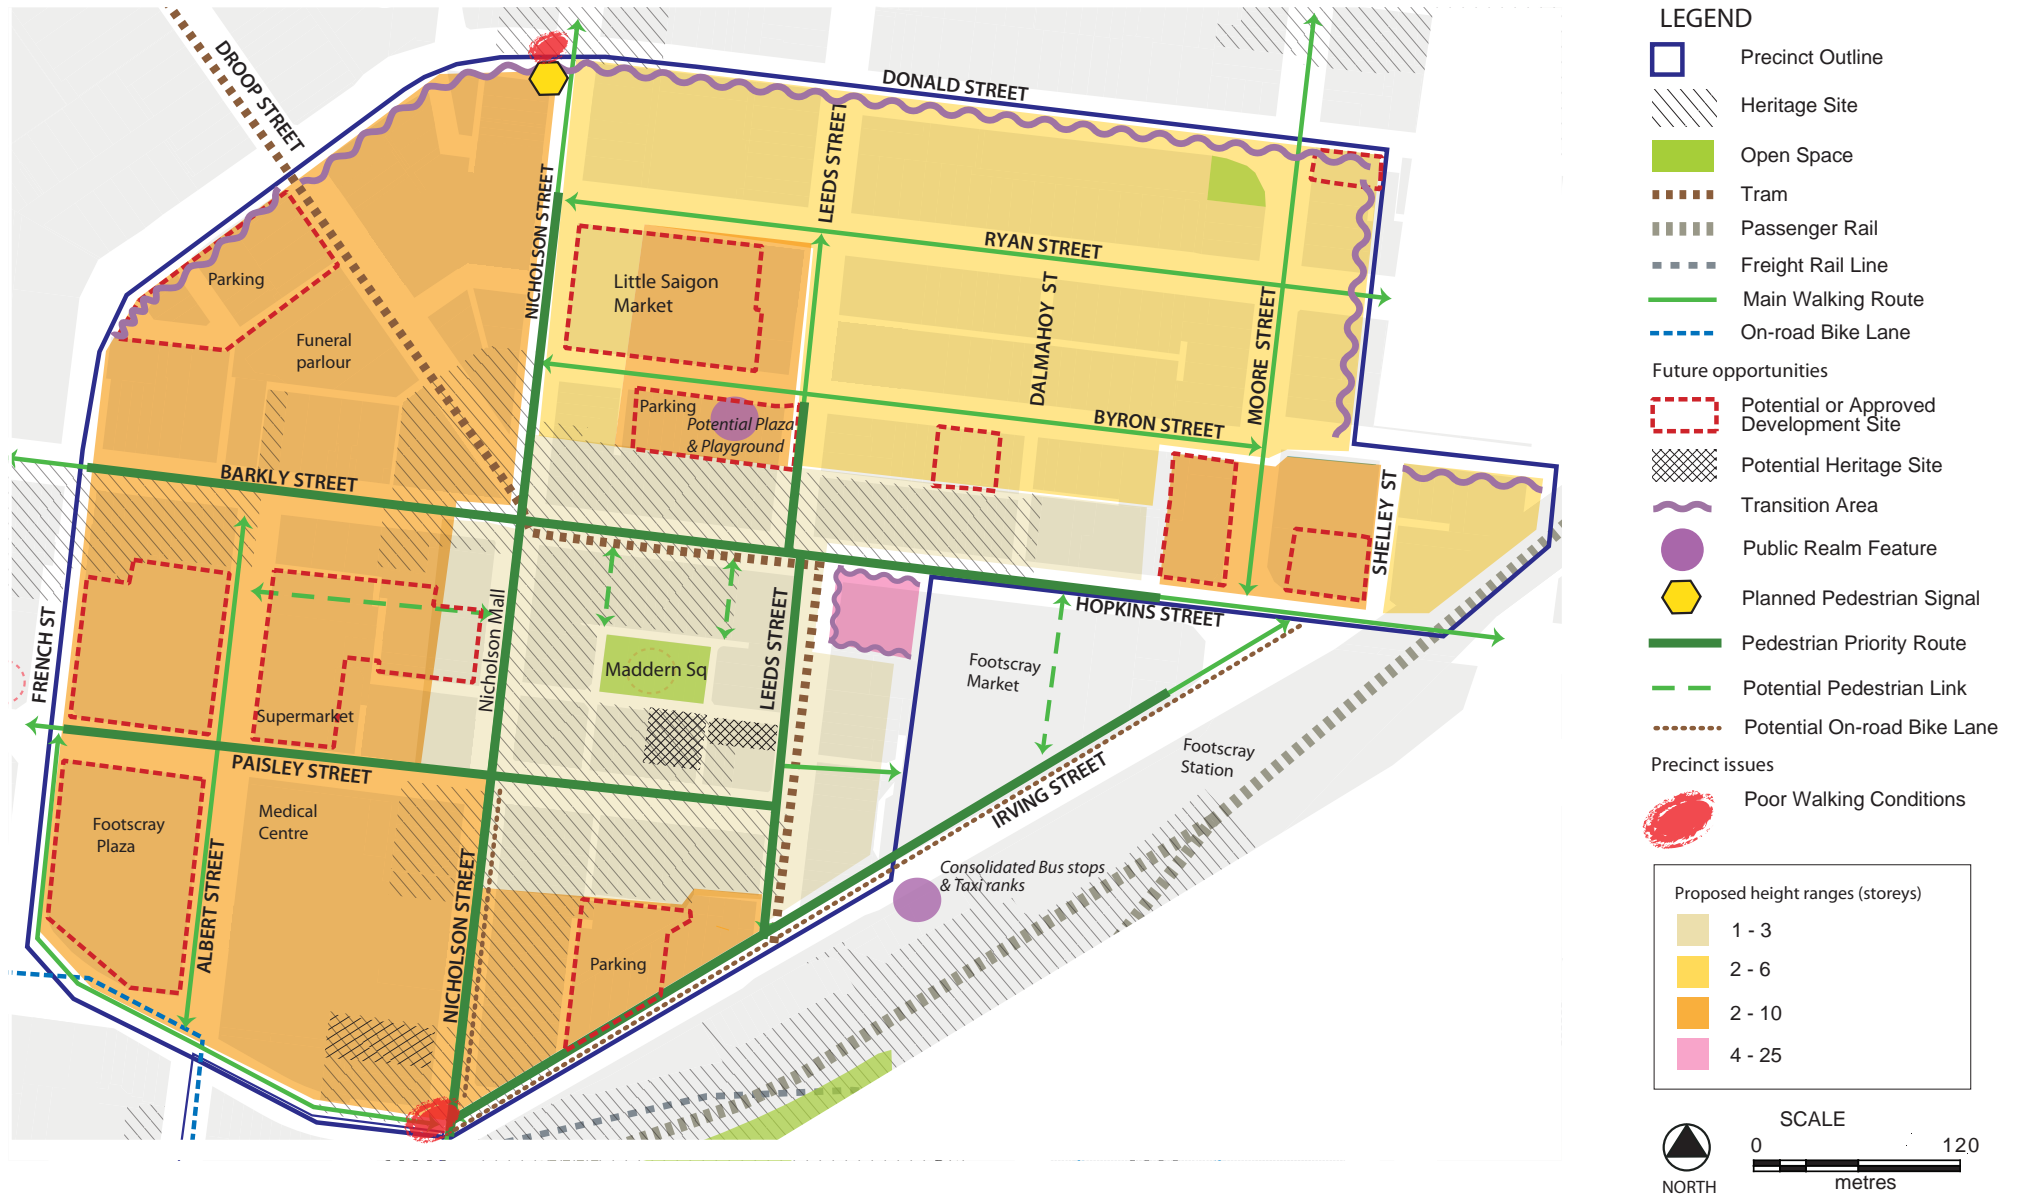 DROOP STREET
DONALD STREET
LEEDS STREET
NICHOLSON STREET
RYAN STREET
Parking
Little Saigon
Market
DALMAHOY ST
MOORE STREET
Funeral
parlour
Parking
Potential Plaza
& Playground
BYRON STREET
BARKLY STREET
SHELLEY ST
FRENCH ST
Nicholson Mall
LEEDS STREET
HOPKINS STREET
Maddern Sq
Footscray
Market
Supermarket
PAISLEY STREET
Footscray
Station
IRVING STREET
Medical
Centre
Footscray
Plaza
ALBERT STREET
NICHOLSON STREET
Consolidated Bus stops
& Taxi ranks
Parking
LEGEND
Precinct Outline
Heritage Site
Open Space
Tram
Passenger Rail
Freight Rail Line
Main Walking Route
On-road Bike Lane
Future opportunities
Potential or Approved
Development Site
Potential Heritage Site
Transition Area
Public Realm Feature
Planned Pedestrian Signal
Pedestrian Priority Route
Potential Pedestrian Link
Potential On-road Bike Lane
Precinct issues
Poor Walking Conditions
Proposed height ranges (storeys)
1 - 3
2 - 6
2 - 10
4 - 25
SCALE
0 120
metres
NORTH